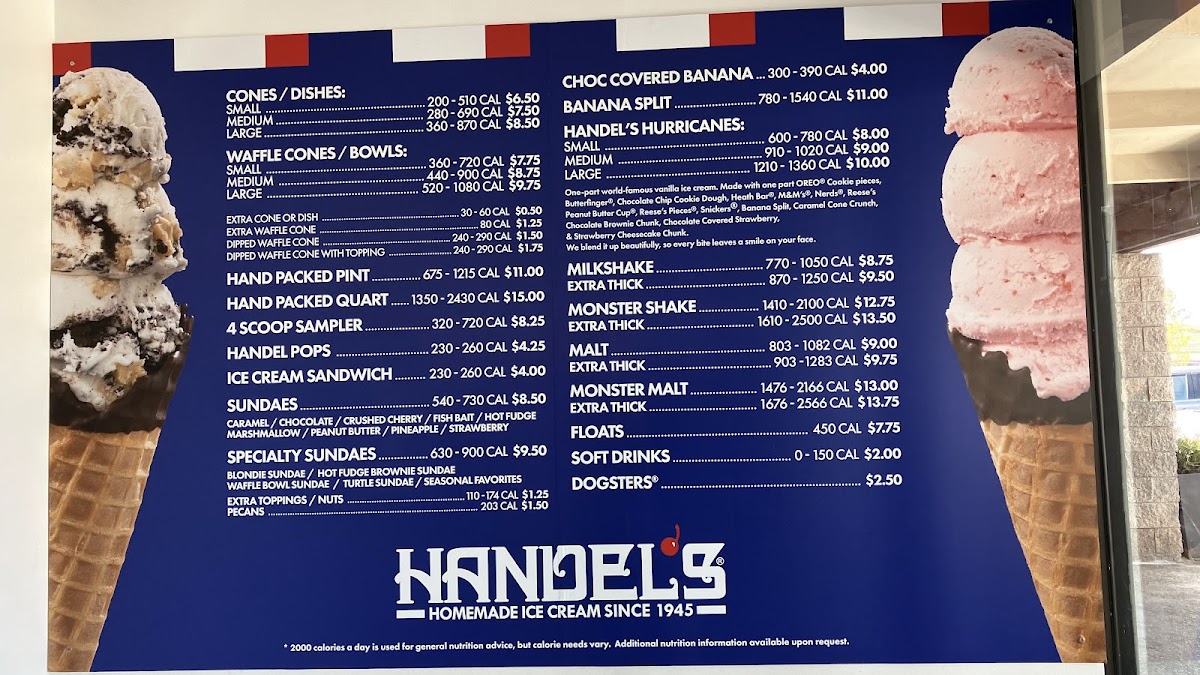 CONES / DISHES:
SMALL ........ 200 - 510 CAL $6.50
MEDIUM ........ 280 - 690 CAL $7.50
LARGE ........ 360 - 870 CAL $8.50
WAFFLE CONES / BOWLS:
SMALL ........ 360 - 720 CAL $7.75
MEDIUM ........ 440 - 900 CAL $8.75
LARGE ........ 520 - 1080 CAL $9.75
EXTRA CONE OR DISH ........ 30 - 60 CAL $0.50
EXTRA WAFFLE CONE ........ 80 CAL $1.25
DIPPED WAFFLE CONE ........ 240 - 290 CAL $1.50
DIPPED WAFFLE CONE WITH TOPPING ........ 240 - 290 CAL $1.75
HAND PACKED PINT ........ 675 - 1215 CAL $11.00
HAND PACKED QUART ...... 1350 - 2430 CAL $15.00
4 SCOOP SAMPLER ........ 320 - 720 CAL $8.25
HANDEL POPS ........ 230 - 260 CAL $4.25
ICE CREAM SANDWICH ........ 230 - 260 CAL $4.00
SUNDAES ........ 540 - 730 CAL $8.50
CARAMEL / CHOCOLATE / CRUSHED CHERRY / FISH BAIT / HOT FUDGE
MARSHMALLOW / PEANUT BUTTER / PINEAPPLE / STRAWBERRY
SPECIALTY SUNDAES ........ 630 - 900 CAL $9.50
BLONDIE SUNDAE / HOT FUDGE BROWNIE SUNDAE
WAFFLE BOWL SUNDAE / TURTLE SUNDAE / SEASONAL FAVORITES
EXTRA TOPPINGS / NUTS ........ 110 - 174 CAL $1.25
PECANS ........ 203 CAL $1.50
CHOC COVERED BANANA ... 300 - 390 CAL $4.00
BANANA SPLIT ........ 780 - 1540 CAL $11.00
HANDEL'S HURRICANES:
SMALL ........ 600 - 780 CAL $8.00
MEDIUM ........ 910 - 1020 CAL $9.00
LARGE ........ 1210 - 1360 CAL $10.00
One-part world-famous vanilla ice cream. Made with one part OREO® Cookie pieces,
Butterfinger®, Chocolate Chip Cookie Dough, Heath Bar®, M&M's®, Nerds®, Reese's
Peanut Butter Cup®, Reese's Pieces®, Snickers®, Banana Split, Caramel Cone Crunch,
Chocolate Brownie Chunk, Chocolate Covered Strawberry,
& Strawberry Cheesecake Chunk.
We blend it up beautifully, so every bite leaves a smile on your face.
MILKSHAKE ........ 770 - 1050 CAL $8.75
EXTRA THICK ........ 870 - 1250 CAL $9.50
MONSTER SHAKE ........ 1410 - 2100 CAL $12.75
EXTRA THICK ........ 1610 - 2500 CAL $13.50
MALT ........ 803 - 1082 CAL $9.00
EXTRA THICK ........ 903 -1283 CAL $9.75
MONSTER MALT ........ 1476 - 2166 CAL $13.00
EXTRA THICK ........ 1676 - 2566 CAL $13.75
FLOATS ........ 450 CAL $7.75
SOFT DRINKS ........ 0 - 150 CAL $2.00
DOGSTERS® ........ $2.50
HANDEL'S®
HOMEMADE ICE CREAM SINCE 1945
* 2000 calories a day is used for general nutrition advice, but calorie needs vary. Additional nutrition information available upon request.